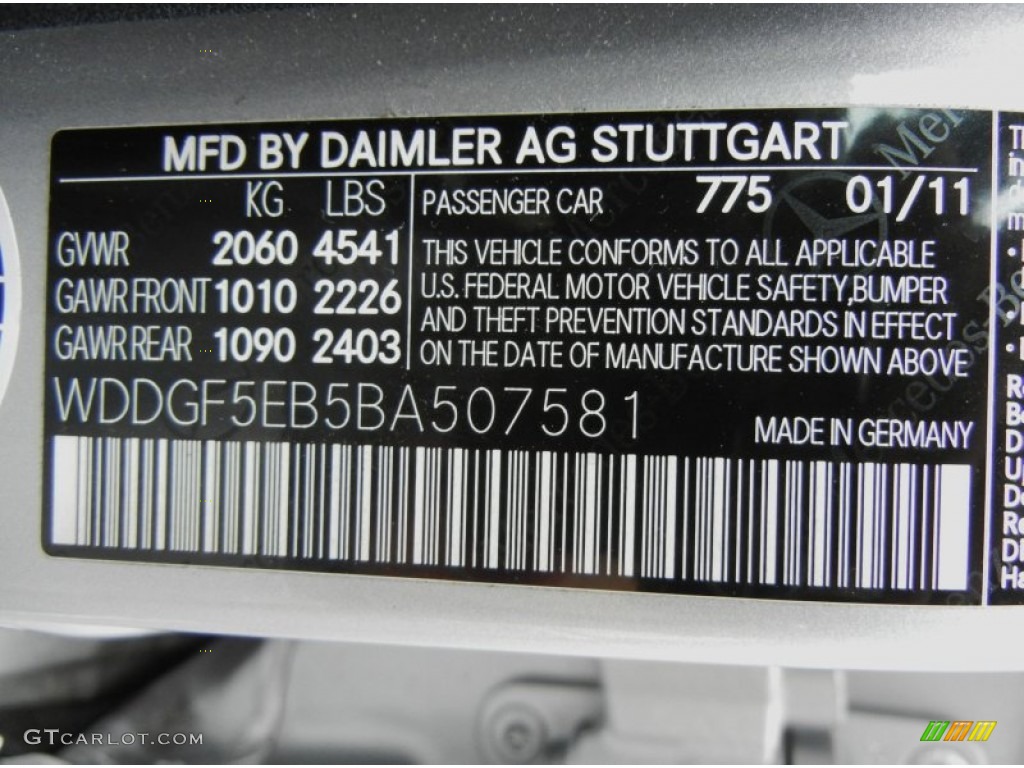 MFD BY DAIMLER AG STUTTGART
KG LBS
GVWR 2060 4541
GAWR FRONT 1010 2226
GAWR REAR 1090 2403
PASSENGER CAR 775 01/11
THIS VEHICLE CONFORMS TO ALL APPLICABLE
U.S. FEDERAL MOTOR VEHICLE SAFETY, BUMPER
AND THEFT PREVENTION STANDARDS IN EFFECT
ON THE DATE OF MANUFACTURE SHOWN ABOVE
WDDGF5EB5BA507581
MADE IN GERMANY
GTCARLOT.COM